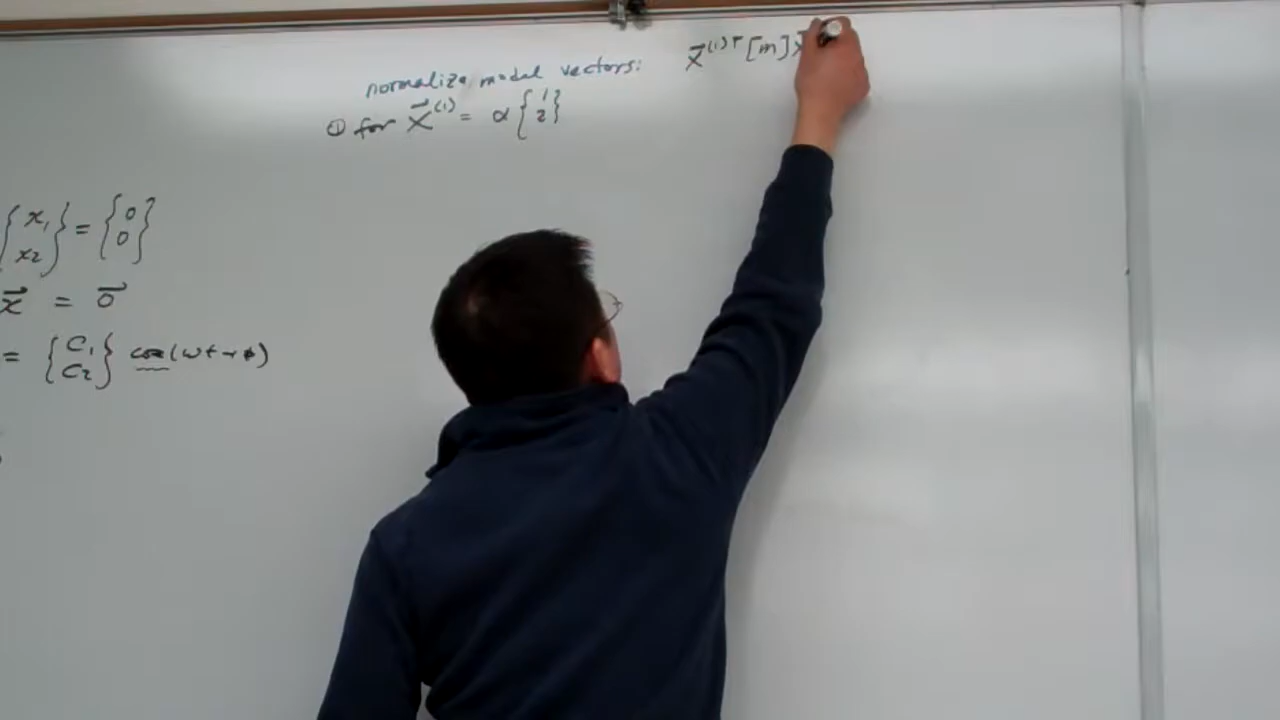 normalize modal vectors: x⃗⁽¹⁾ᵀ [m] x⃗
① for X⃗⁽¹⁾ = α { 1 2 }
{ x₁ x₂ } = { 0 0 }
x⃗ = 0⃗
= { C₁ C₂ } cos(ωt + φ)